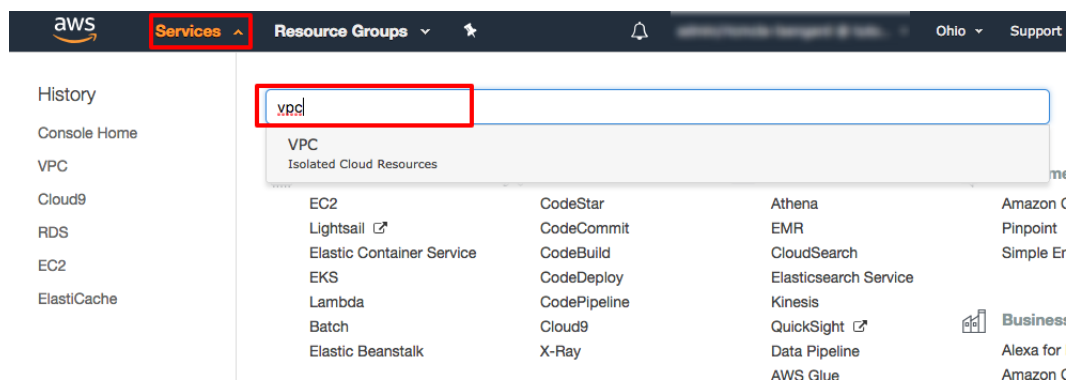 aws
Services
Resource Groups
Ohio
Support
History
Console Home
VPC
Cloud9
RDS
EC2
ElastiCache
vpc
VPC
Isolated Cloud Resources
EC2
Lightsail
Elastic Container Service
EKS
Lambda
Batch
Elastic Beanstalk
CodeStar
CodeCommit
CodeBuild
CodeDeploy
CodePipeline
Cloud9
X-Ray
Athena
EMR
CloudSearch
Elasticsearch Service
Kinesis
QuickSight
Data Pipeline
AWS Glue
Amazon
Pinpoint
Simple
Business
Alexa for
Amazon